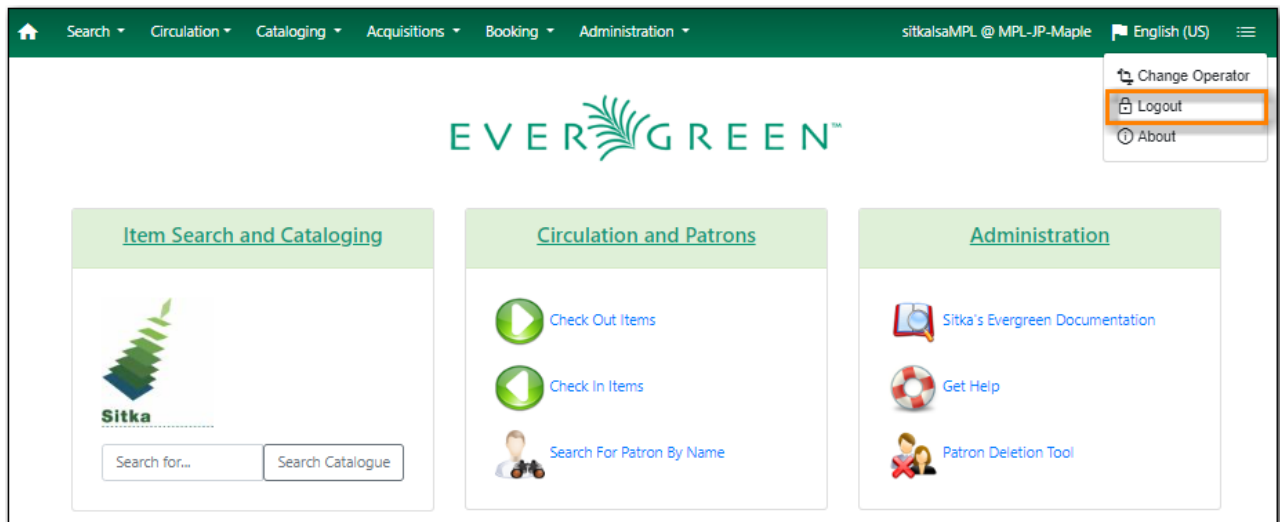 Search Circulation Cataloging Acquisitions Booking Administration sitkalsaMPL @ MPL-JP-Maple English (US)
Change Operator
Logout
About
EVERGREEN™
Item Search and Cataloging
Sitka
Search for... Search Catalogue
Circulation and Patrons
Check Out Items
Check In Items
Search For Patron By Name
Administration
Sitka's Evergreen Documentation
Get Help
Patron Deletion Tool